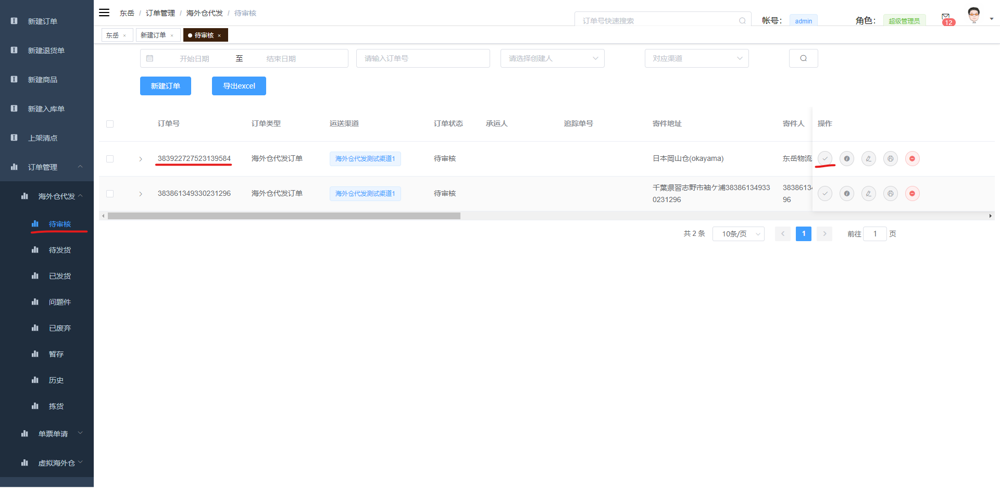 新建订单
新建退货单
新建商品
新建入库单
上架清点
订单管理
海外仓代发
待审核
待发货
已发货
问题件
已废弃
暂存
历史
拣货
单票单请
虚拟海外仓
东岳 / 订单管理 / 海外仓代发 / 待审核
订单号快速搜索
帐号: admin
角色: 超级管理员
12
东岳 ×
新建订单 ×
待审核 ×
开始日期 至 结束日期
请输入订单号
请选择创建人
对应渠道
新建订单
导出excel
订单号 订单类型 运送渠道 订单状态 承运人 追踪单号 寄件地址 寄件人 操作
383922727523139584 海外仓代发订单 海外仓代发测试渠道1 待审核 日本岡山仓(okayama) 东岳物流
383861349330231296 海外仓代发订单 海外仓代发测试渠道1 待审核 千葉県習志野市袖ケ浦38386134933 3838613
0231296 96
共 2 条 10条/页 1 前往 1 页